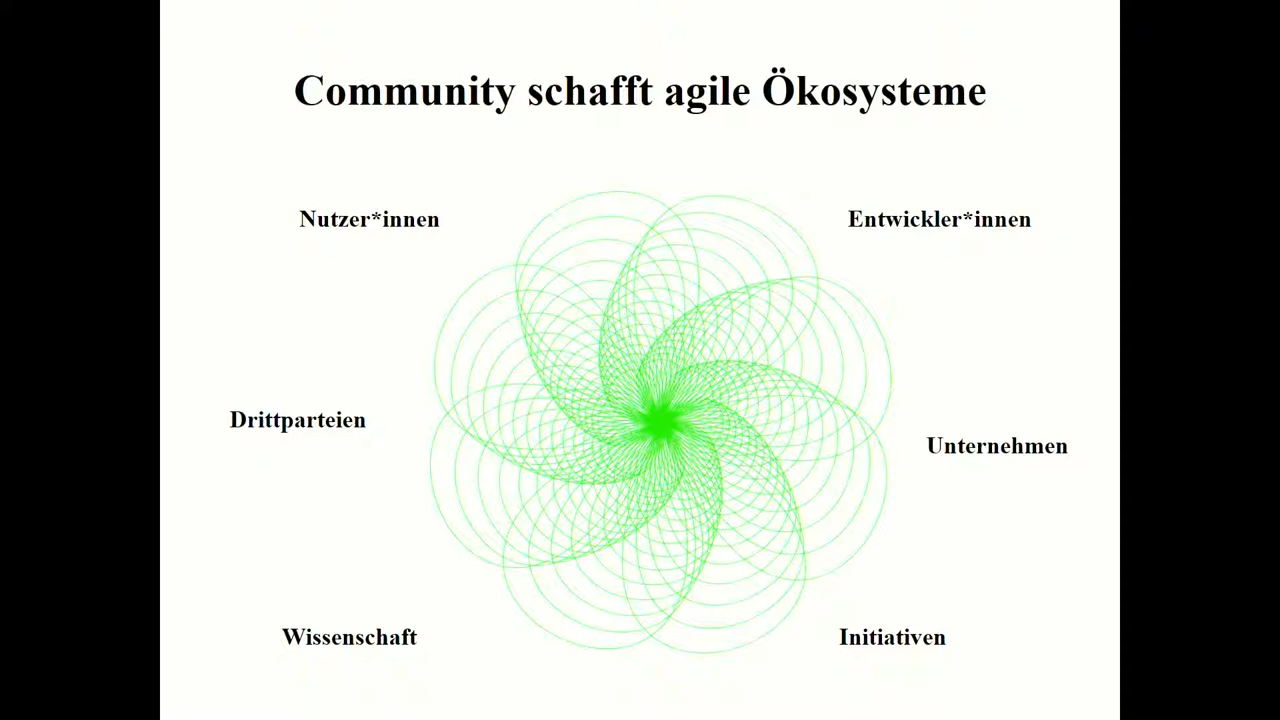 Community schafft agile Ökosysteme
Nutzer*innen
Entwickler*innen
Drittparteien
Unternehmen
Wissenschaft
Initiativen